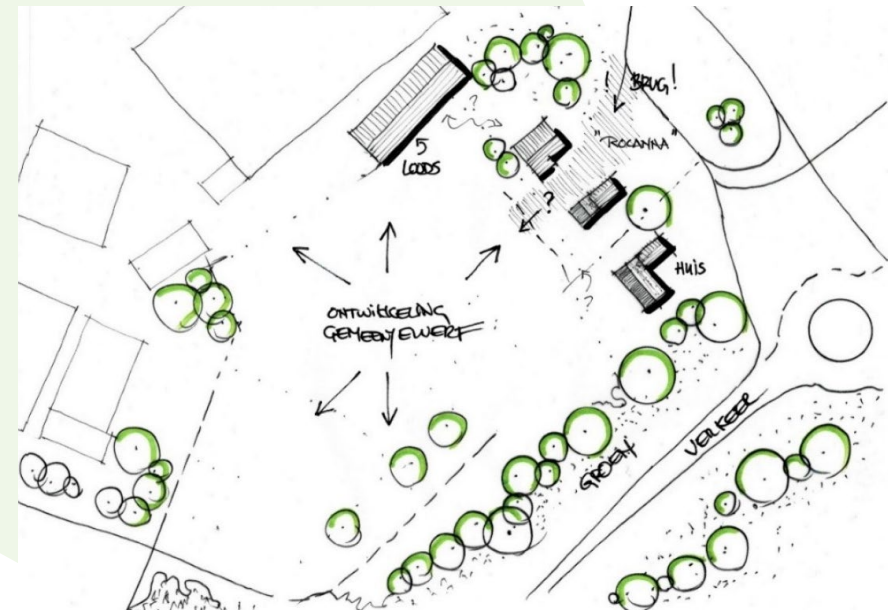 ! BRUG!
"ROCANNA"
?
5
LOODS
?
HUIS
?
?
ONTWIKKELING
GEMEENTEWERF
VERKEER
GROEN